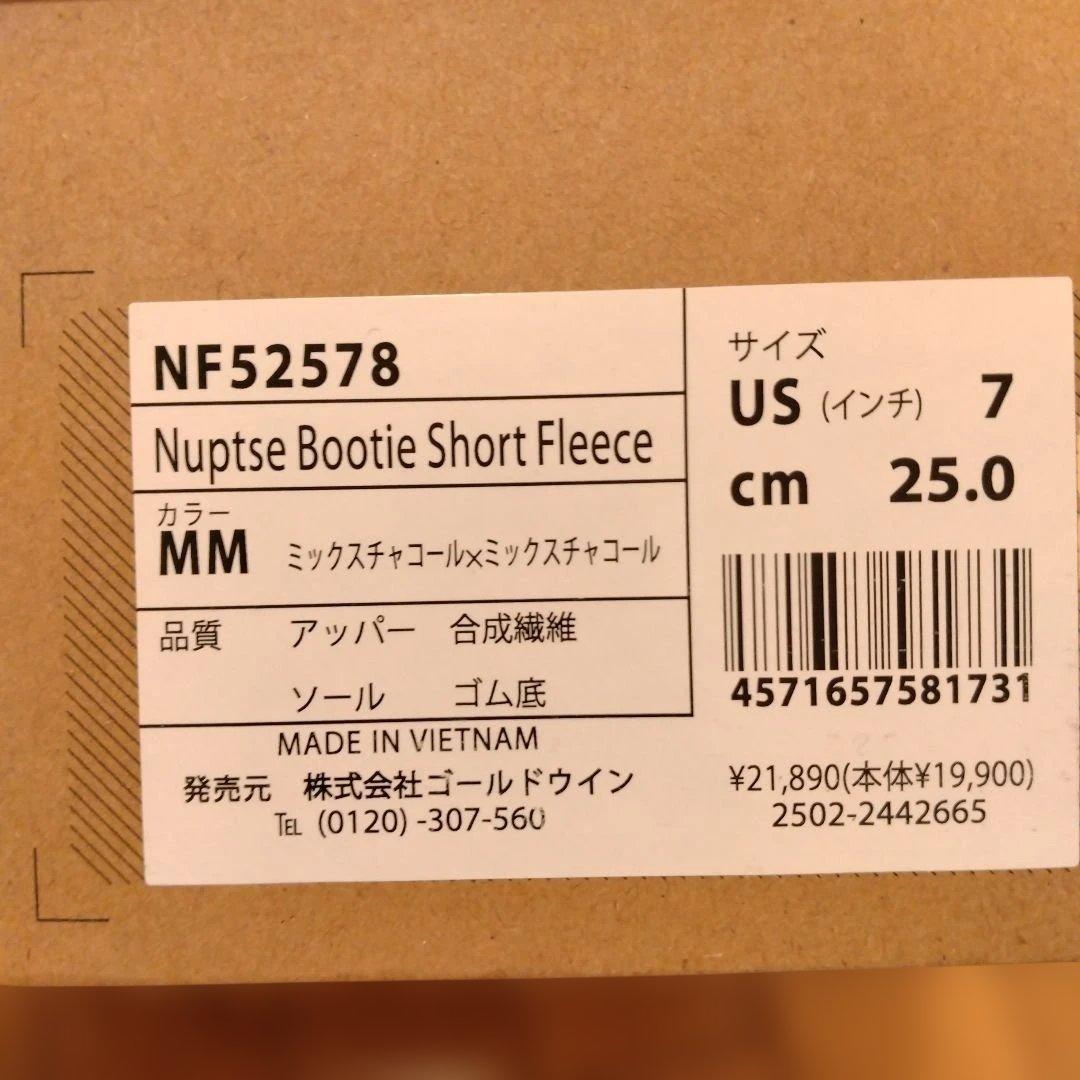 NF52578
Nuptse Bootie Short Fleece
カラー
MM ミックスチャコール×ミックスチャコール
品質 アッパー 合成繊維
ソール ゴム底
MADE IN VIETNAM
発売元 株式会社ゴールドウイン
℡ (0120) -307-560
サイズ
US (インチ) 7
cm 25.0
4571657581731
¥21,890(本体¥19,900)
2502-2442665